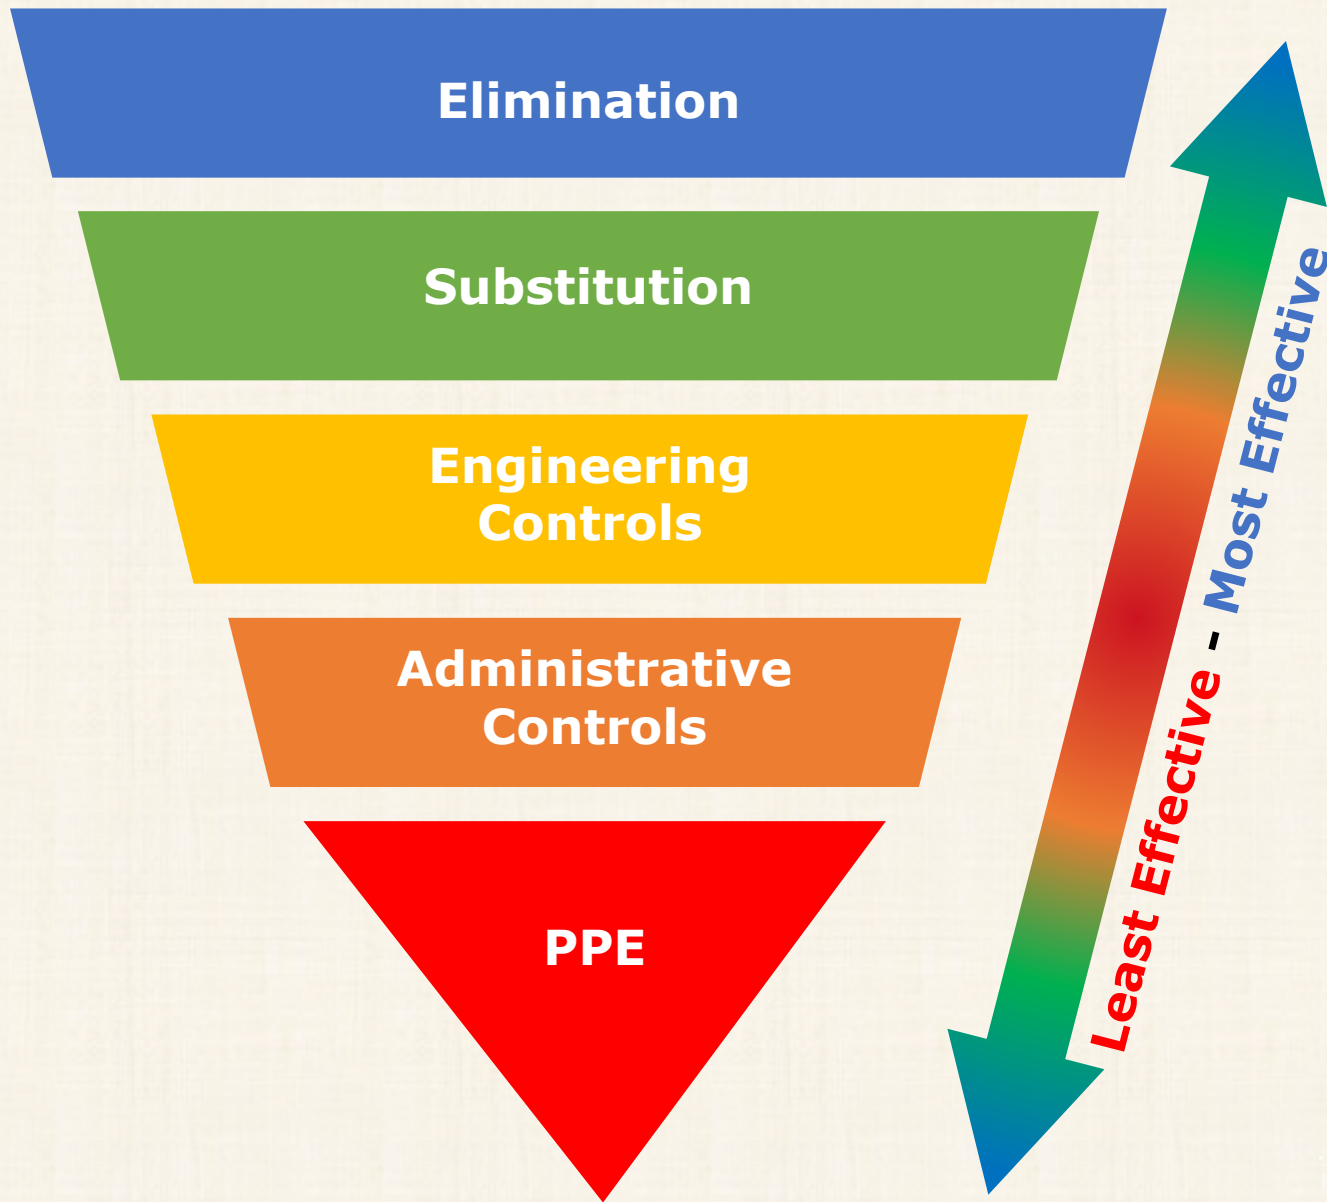 Elimination
Substitution
Engineering
Controls
Administrative
Controls
PPE
Least Effective - Most Effective